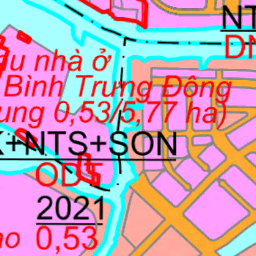 NT
DN
u nhà ở
Bình Trưng Đông
ung 0,53/5,77 ha)
X+NTS+SON
ODT
2021
0,53